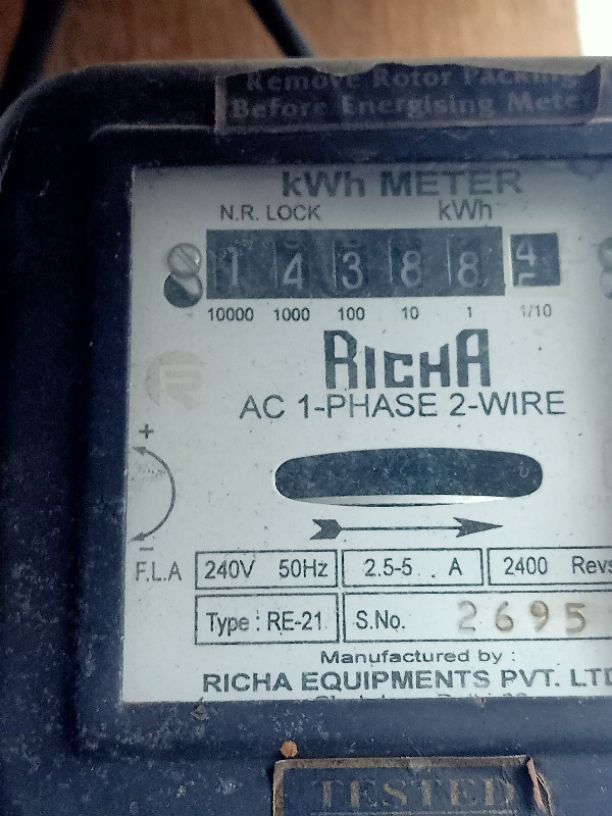 Remove Rotor Packing
Before Energising Mete
kWh METER
N.R. LOCK kWh
1 4 3 8 8 4
10000 1000 100 10 1 1/10
RICHA
AC 1-PHASE 2-WIRE
+
-
F.L.A 240V 50Hz 2.5-5 . . A 2400 Revs
Type : RE-21 S.No. 2695
Manufactured by :
RICHA EQUIPMENTS PVT. LTD
TESTED